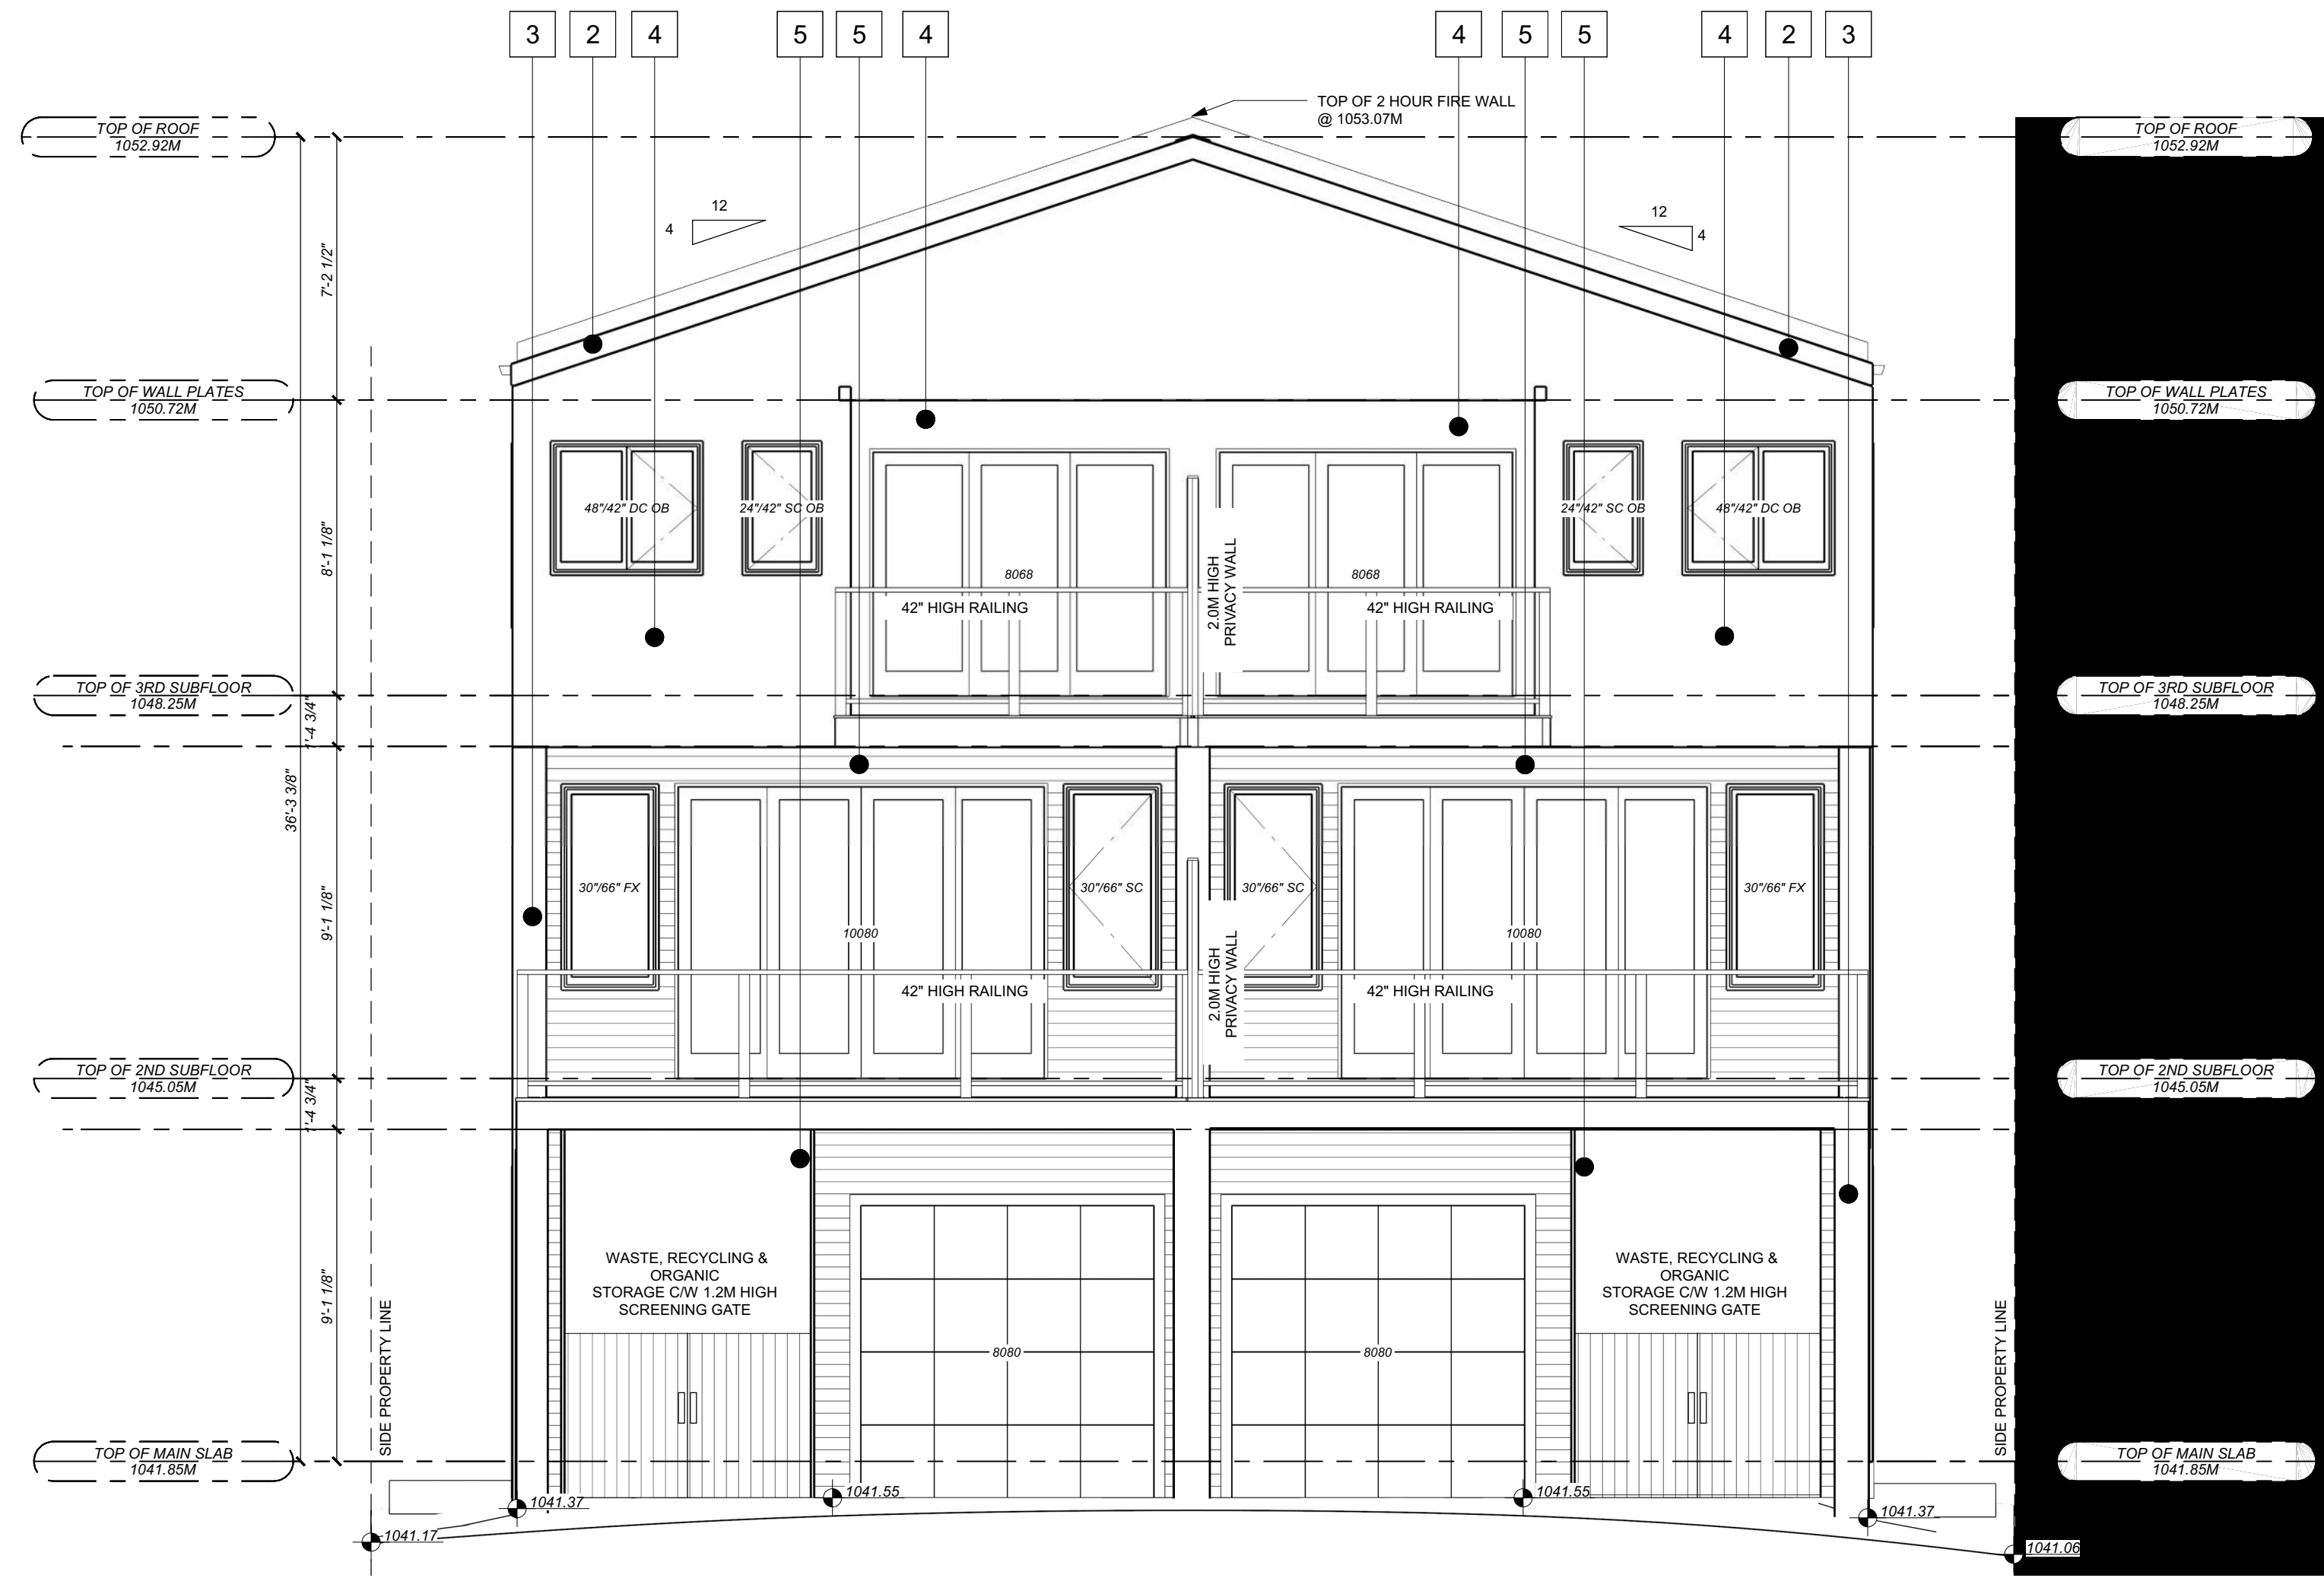 3 2 4 5 5 4 4 5 5 4 2 3
TOP OF 2 HOUR FIRE WALL
@ 1053.07M
TOP OF ROOF
1052.92M
TOP OF ROOF
1052.92M
12
4
12
4
7'-2 1/2"
TOP OF WALL PLATES
1050.72M
TOP OF WALL PLATES
1050.72M
48"/42" DC OB
24"/42" SC OB
24"/42" SC OB
48"/42" DC OB
8'-1 1/8"
8068
8068
42" HIGH RAILING
2.0M HIGH
PRIVACY WALL
42" HIGH RAILING
TOP OF 3RD SUBFLOOR
1048.25M
TOP OF 3RD SUBFLOOR
1048.25M
1'-4 3/4"
36'-3 3/8"
9'-1 1/8"
30"/66" FX
30"/66" SC
30"/66" SC
30"/66" FX
10080
10080
42" HIGH RAILING
2.0M HIGH
PRIVACY WALL
42" HIGH RAILING
TOP OF 2ND SUBFLOOR
1045.05M
TOP OF 2ND SUBFLOOR
1045.05M
1'-4 3/4"
9'-1 1/8"
WASTE, RECYCLING &
ORGANIC
STORAGE C/W 1.2M HIGH
SCREENING GATE
WASTE, RECYCLING &
ORGANIC
STORAGE C/W 1.2M HIGH
SCREENING GATE
8080
8080
SIDE PROPERTY LINE
SIDE PROPERTY LINE
TOP OF MAIN SLAB
1041.85M
TOP OF MAIN SLAB
1041.85M
1041.37
1041.55
1041.55
1041.37
1041.17
1041.06